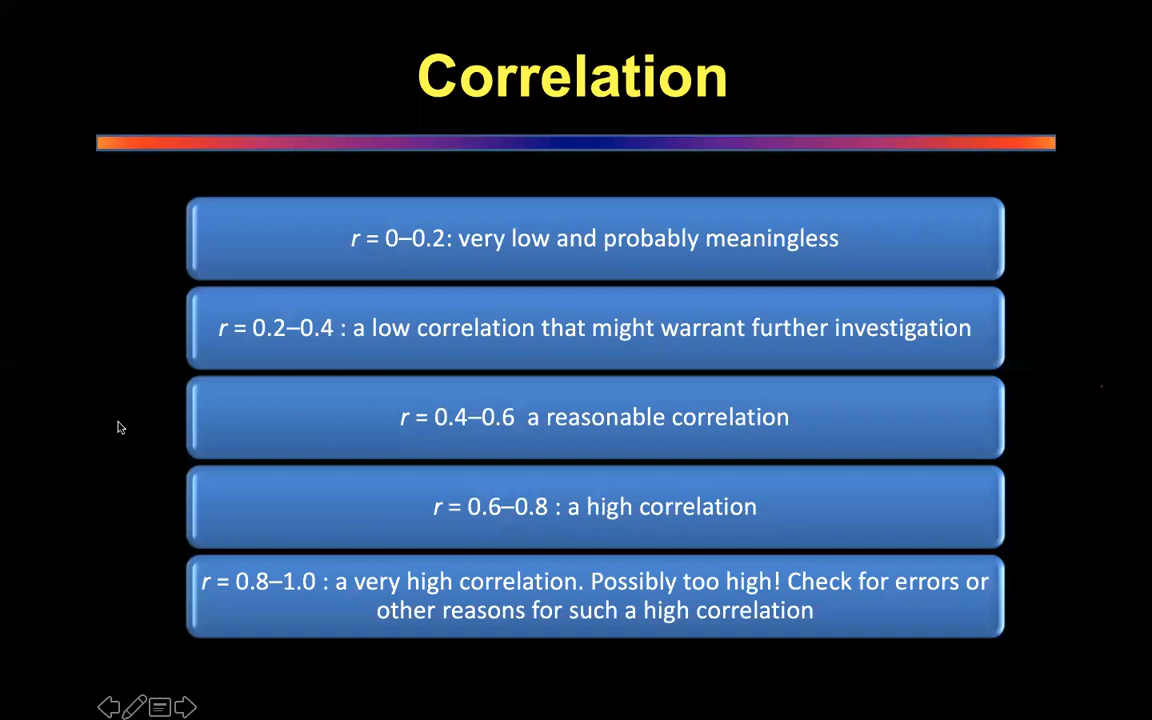 Correlation
r = 0–0.2: very low and probably meaningless
r = 0.2–0.4 : a low correlation that might warrant further investigation
r = 0.4–0.6 a reasonable correlation
r = 0.6–0.8 : a high correlation
r = 0.8–1.0 : a very high correlation. Possibly too high! Check for errors or
other reasons for such a high correlation